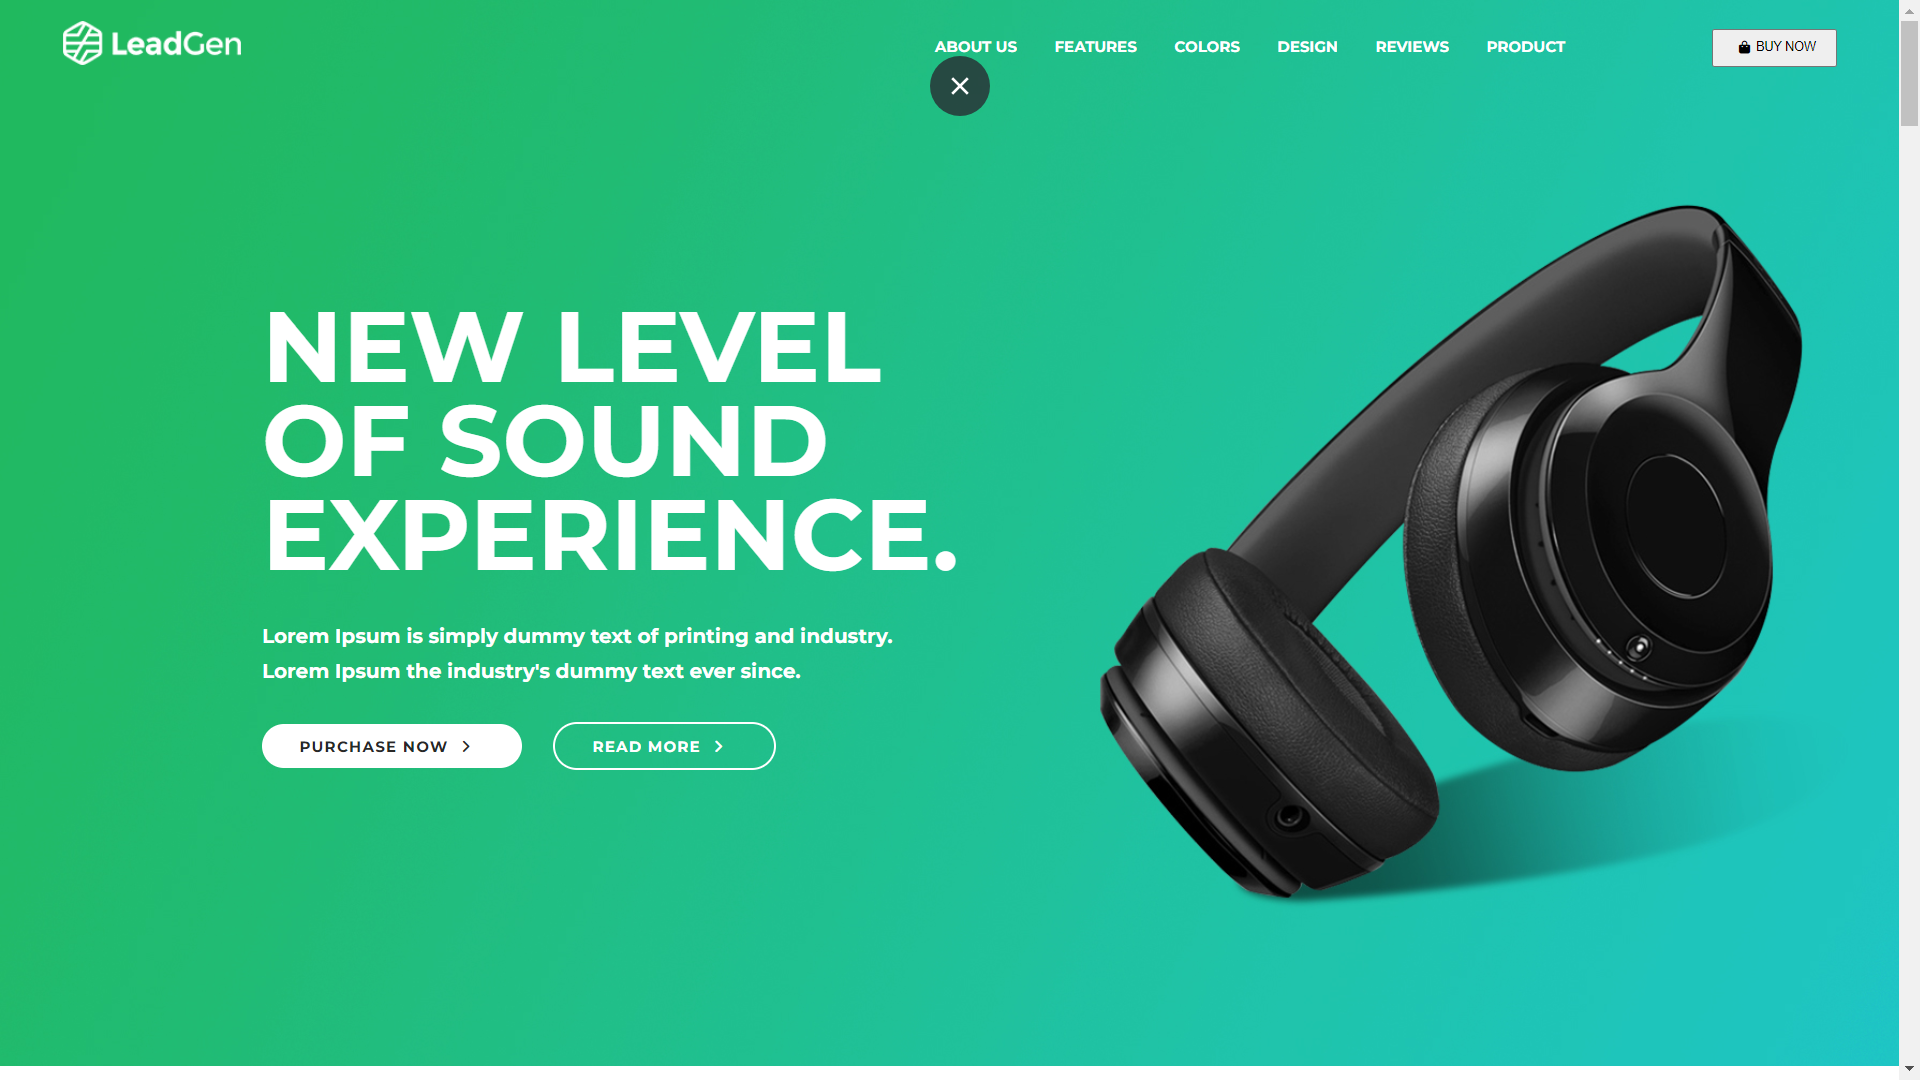 LeadGen
ABOUT US
FEATURES
COLORS
DESIGN
REVIEWS
PRODUCT
BUY NOW
NEW LEVEL
OF SOUND
EXPERIENCE.
Lorem Ipsum is simply dummy text of printing and industry.
Lorem Ipsum the industry's dummy text ever since.
PURCHASE NOW
READ MORE